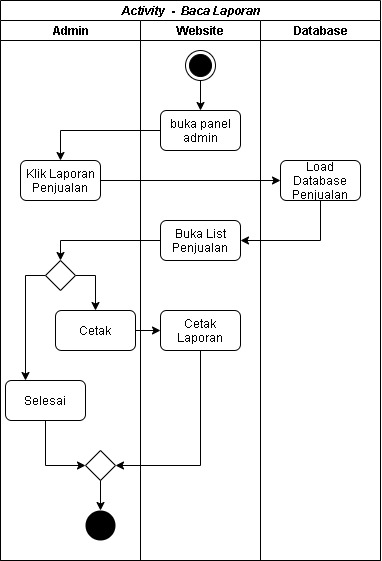 Activity - Baca Laporan
Admin
Website
Database
buka panel
admin
Klik Laporan
Penjualan
Load
Database
Penjualan
Buka List
Penjualan
Cetak
Cetak
Laporan
Selesai